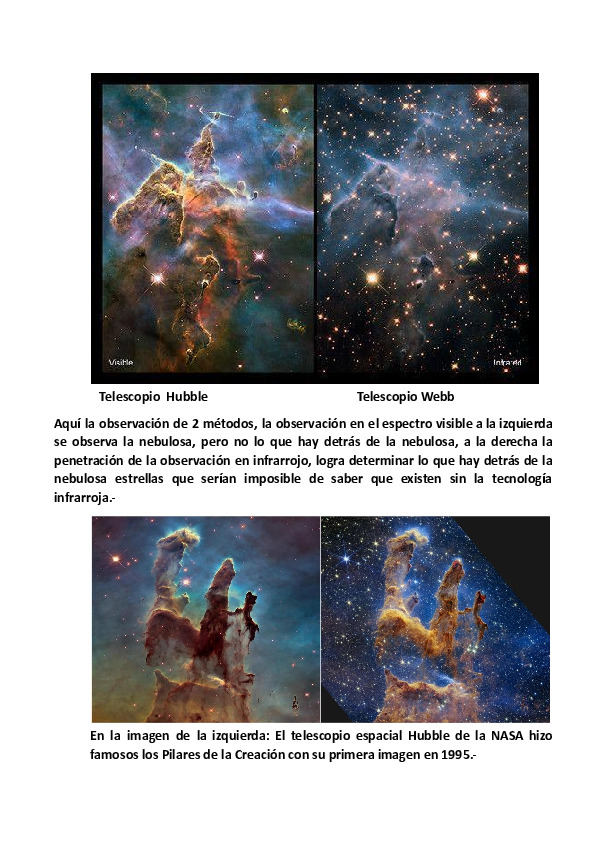 Visible
Infrared
Telescopio Hubble
Telescopio Webb
Aquí la observación de 2 métodos, la observación en el espectro visible a la izquierda
se observa la nebulosa, pero no lo que hay detrás de la nebulosa, a la derecha la
penetración de la observación en infrarrojo, logra determinar lo que hay detrás de la
nebulosa estrellas que serían imposible de saber que existen sin la tecnología
infrarroja.-
En la imagen de la izquierda: El telescopio espacial Hubble de la NASA hizo
famosos los Pilares de la Creación con su primera imagen en 1995.-